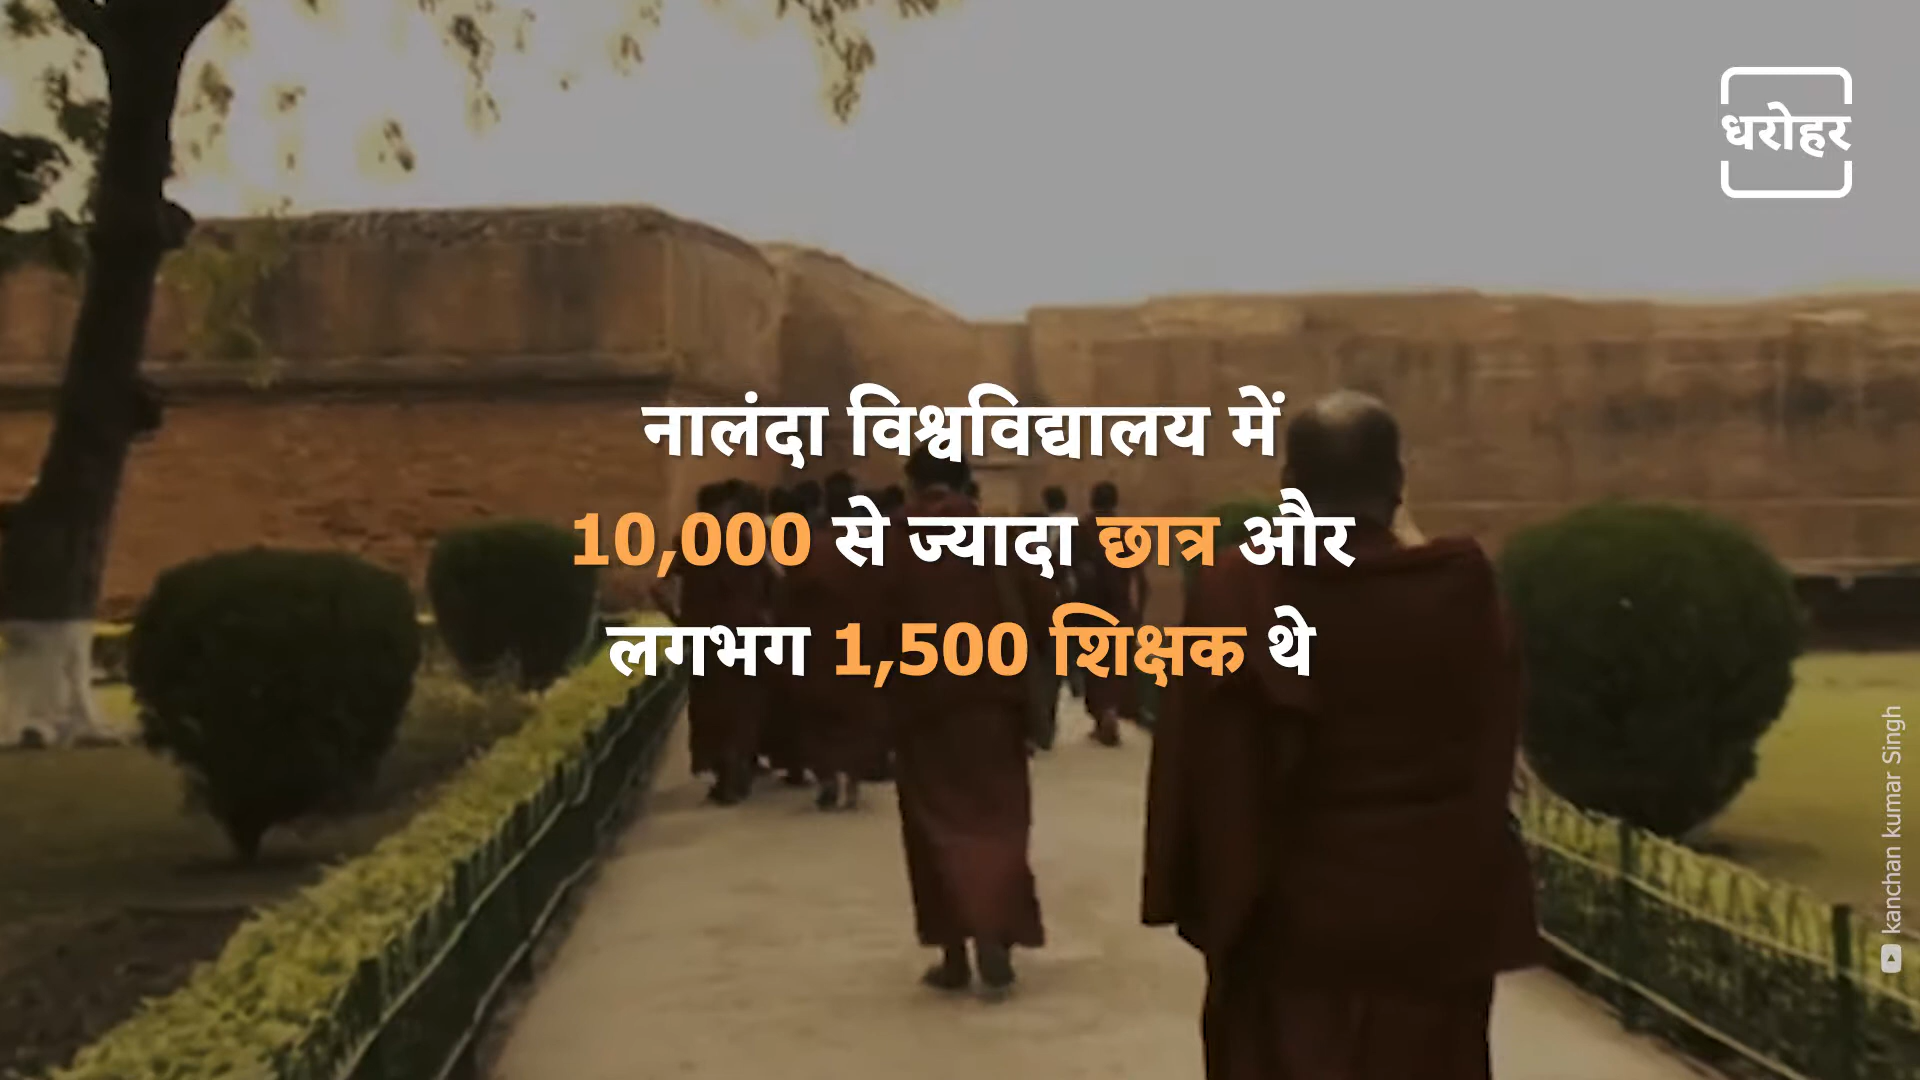 धरोहर
नालंदा विश्वविद्यालय में
10,000 से ज्यादा छात्र और
लगभग 1,500 शिक्षक थे
kanchan kumar Singh